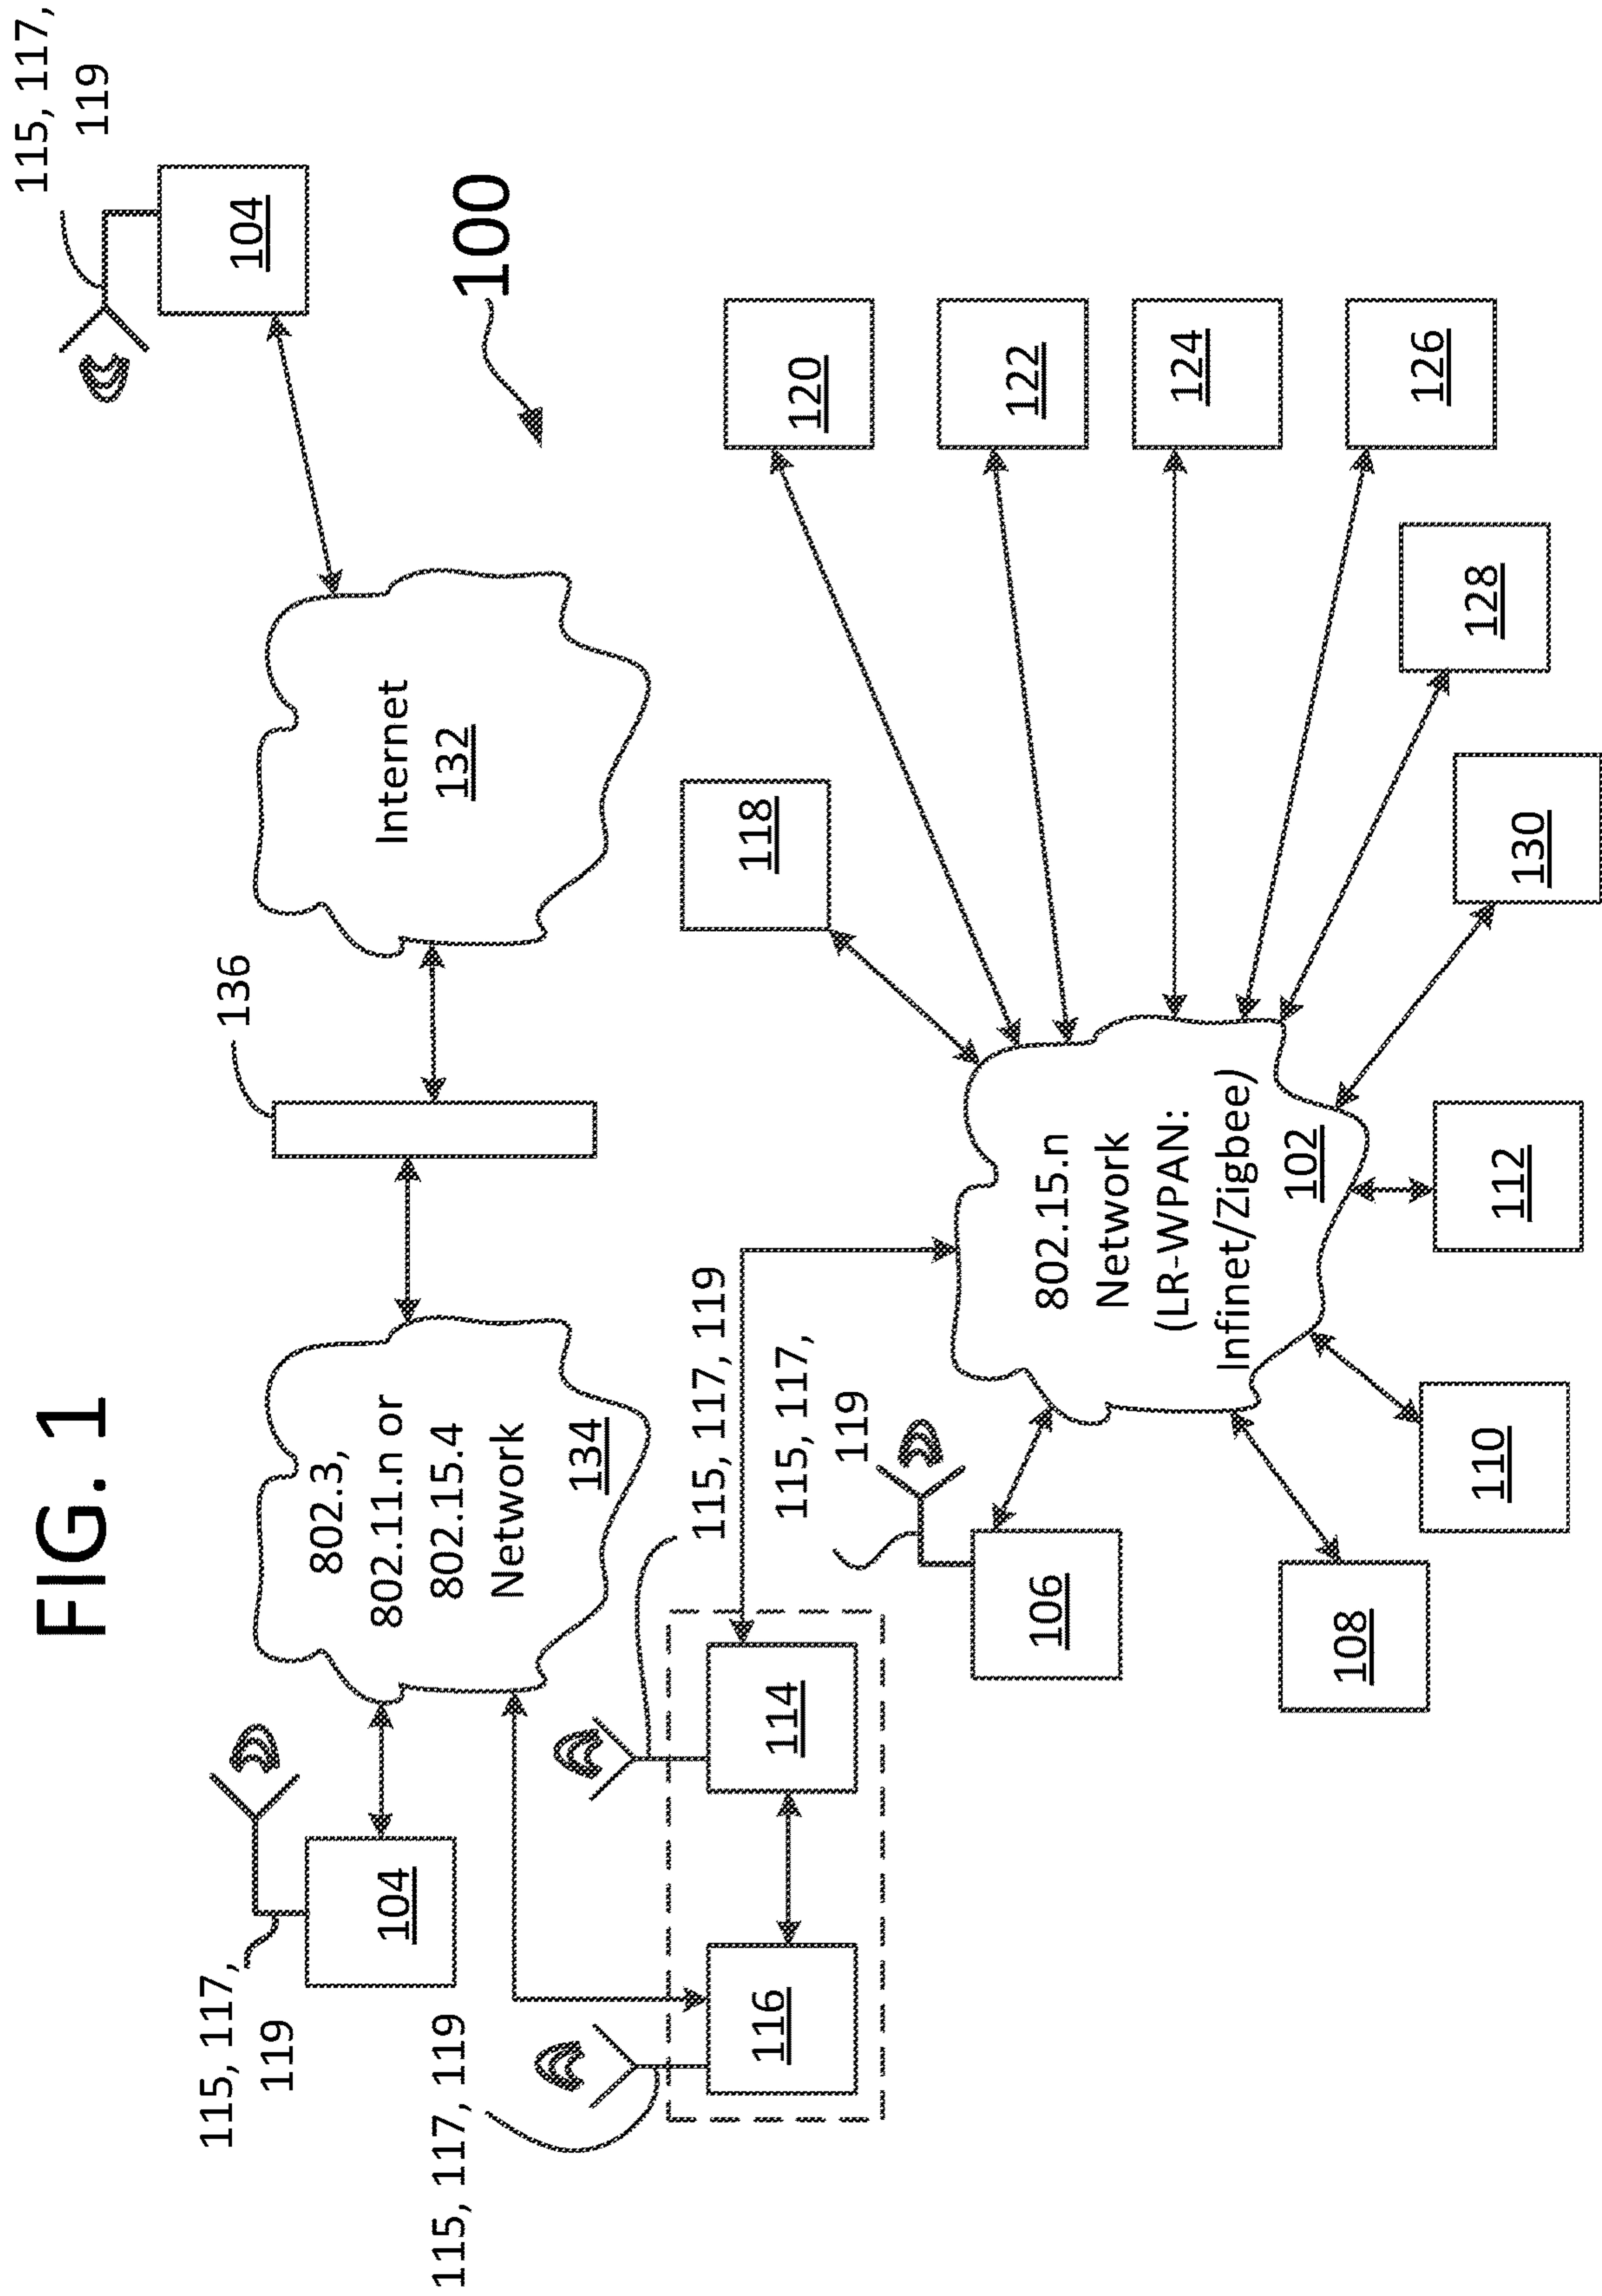 FIG. 1
115, 117,
119
104
802.3,
802.11.n or
802.15.4
Network
134
136
Internet
132
115, 117,
119
104
100
115, 117, 119
116
114
115, 117, 119
115, 117,
119
106
108
110
112
802.15.n
Network
(LR-WPAN:
Infinet/Zigbee)
102
118
120
122
124
126
128
130